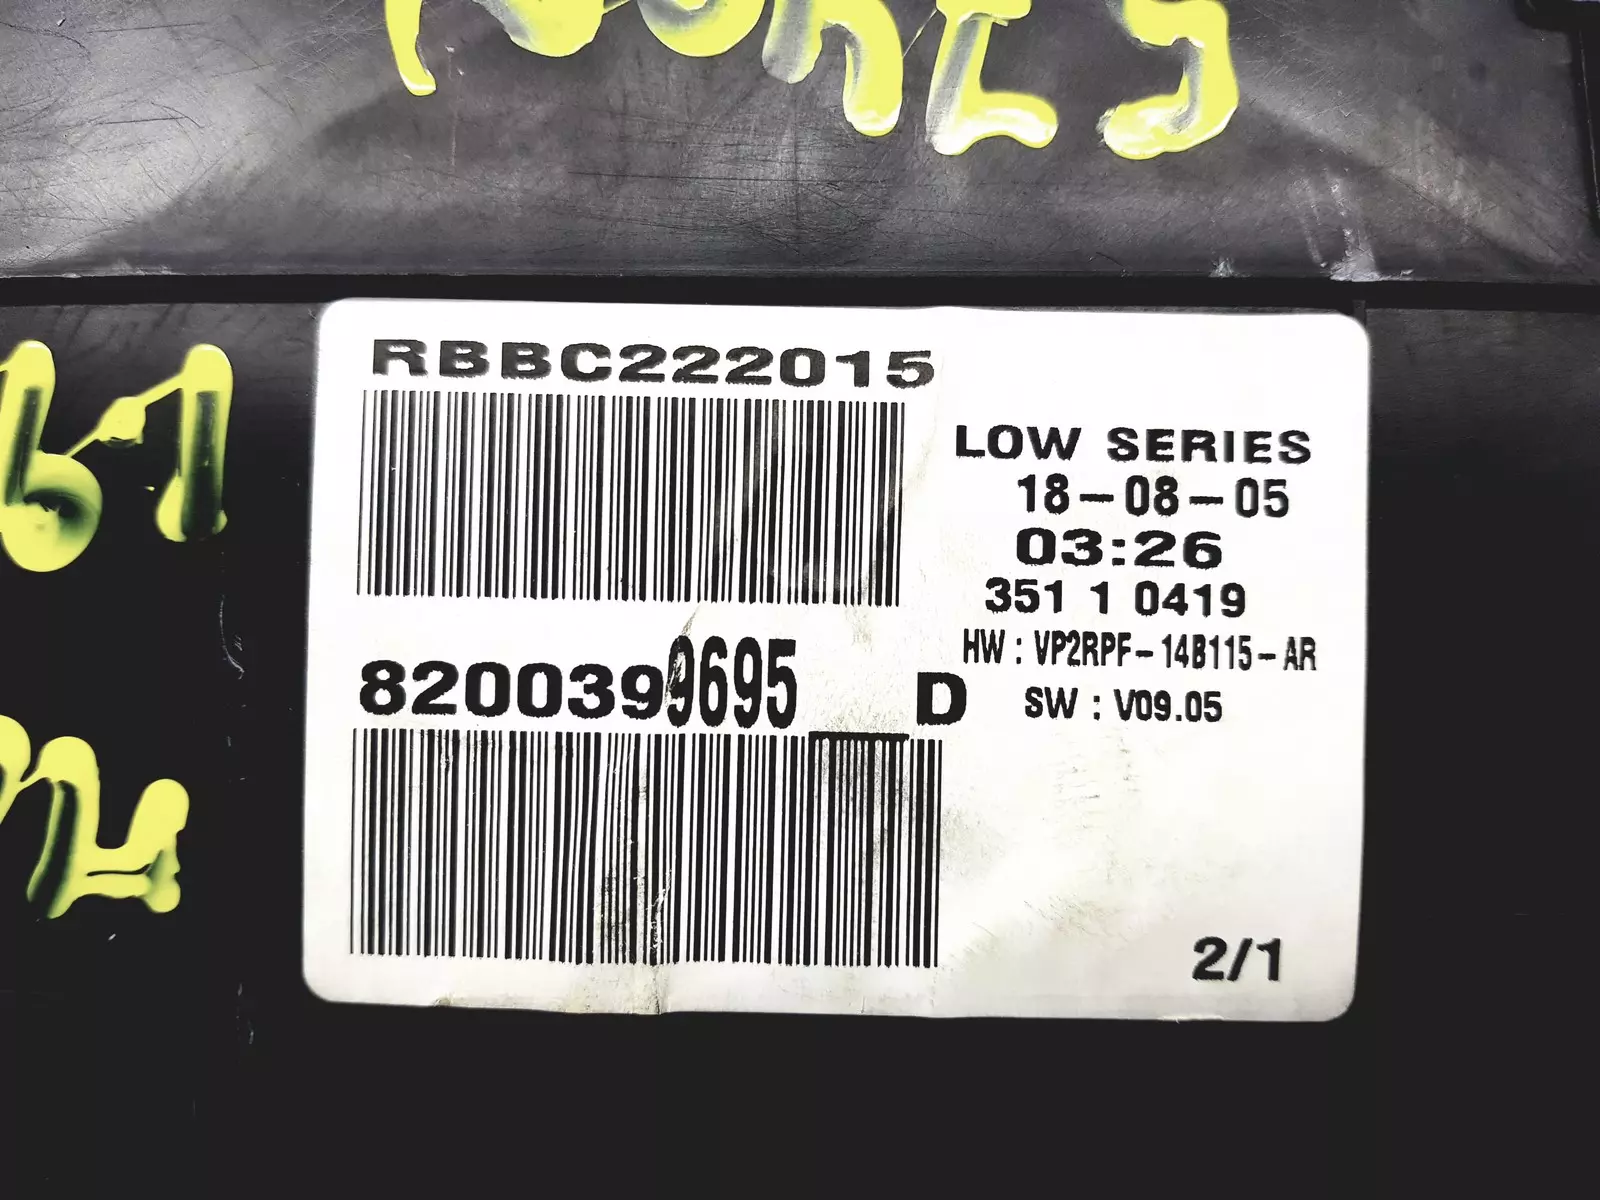 RBBC222015
LOW SERIES
18-08-05
03:26
351 1 0419
HW : VP2RPF-14B115-AR
8200399695 D
SW : V09.05
2/1